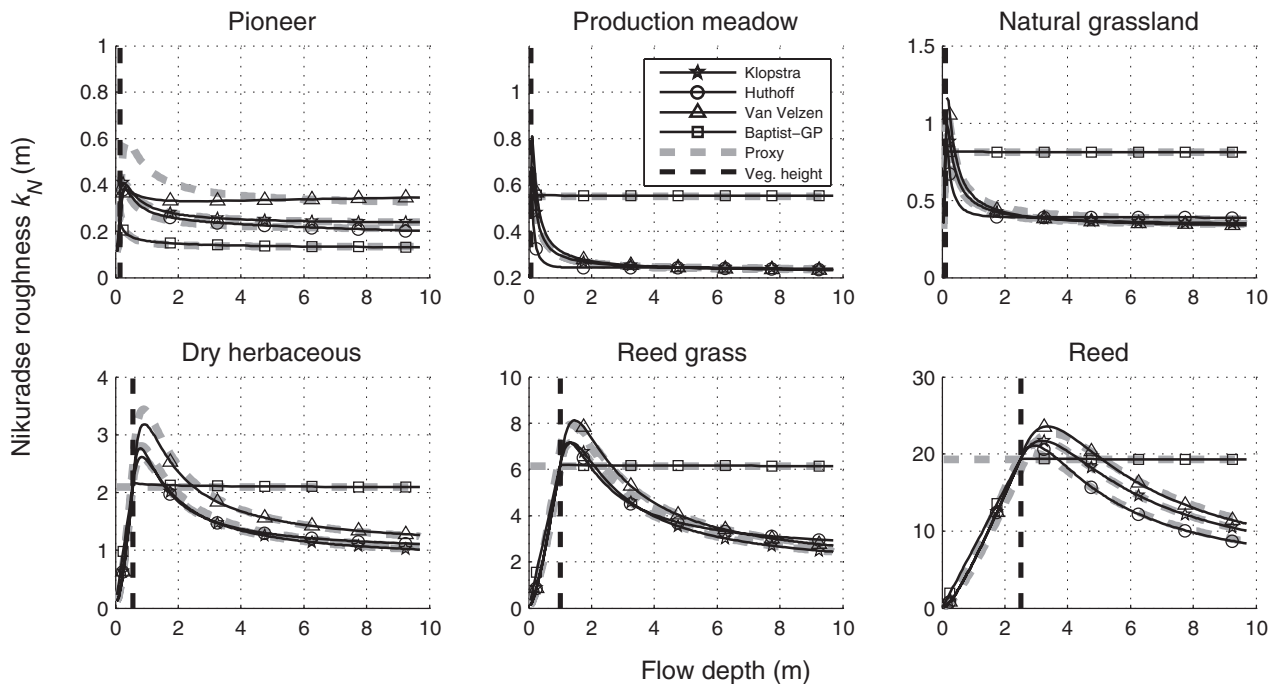 Pioneer
Production meadow
Natural grassland
1
0.8
0.6
0.4
0.2
0
0 2 4 6 8 10
1
0.8
0.6
0.4
0.2
0 2 4 6 8 10
Klopstra
Huthoff
Van Velzen
Baptist–GP
Proxy
Veg. height
1.5
1
0.5
0
0 2 4 6 8 10
Nikuradse roughness k_N (m)
Dry herbaceous
Reed grass
Reed
4
3
2
1
0
0 2 4 6 8 10
10
8
6
4
2
0
0 2 4 6 8 10
30
20
10
0
0 2 4 6 8 10
Flow depth (m)